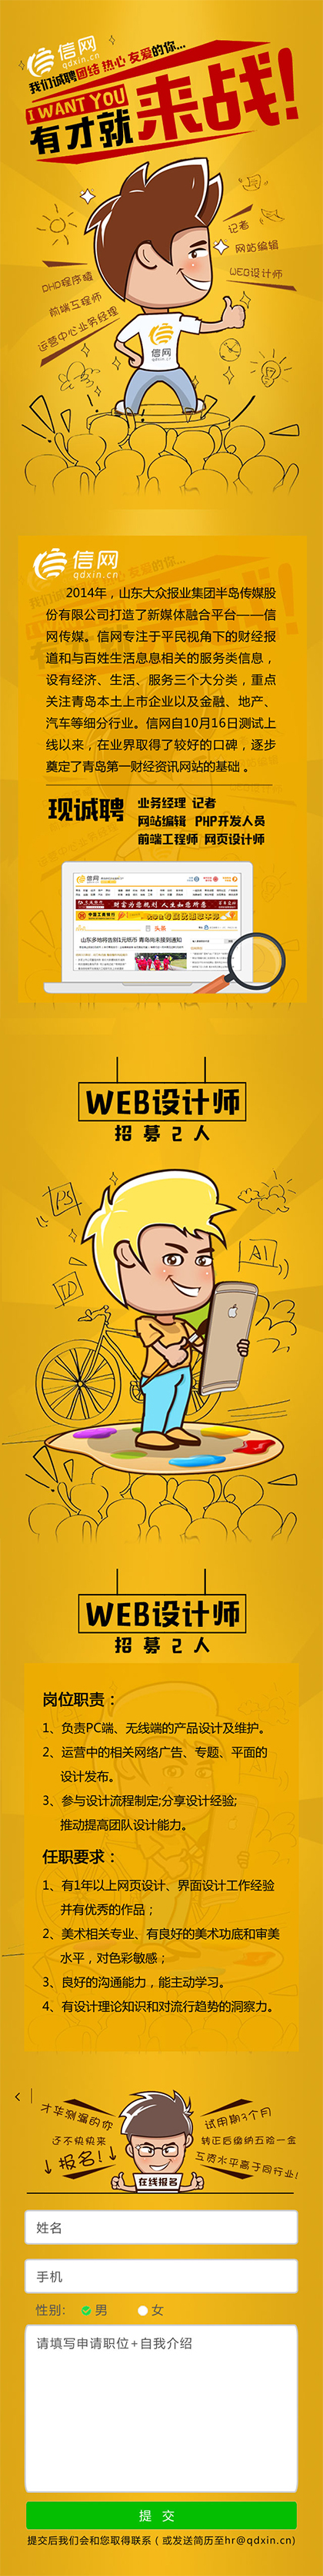 信网
qdxin.cn
我们诚聘团结 热心 友爱的你...
I WANT YOU
有才就来战!
记者
网站编辑
WEB设计师
PHP程序猿
前端工程师
运营中心业务经理
信网
信网
qdxin.cn
2014年，山东大众报业集团半岛传媒股
份有限公司打造了新媒体融合平台——信
网传媒。信网专注于平民视角下的财经报
道和与百姓生活息息相关的服务类信息，
设有经济、生活、服务三个大分类，重点
关注青岛本土上市企业以及金融、地产、
汽车等细分行业。信网自10月16日测试上
线以来，在业界取得了较好的口碑，逐步
奠定了青岛第一财经资讯网站的基础 。
现诚聘
业务经理 记者
网站编辑 PHP开发人员
前端工程师 网页设计师
信网
头条
山东多地将告别1元纸币 青岛尚未接到通知
WEB设计师
招募2人
PS
AI
ID
WEB设计师
招募2人
岗位职责：
1、负责PC端、无线端的产品设计及维护。
2、运营中的相关网络广告、专题、平面的
设计发布。
3、参与设计流程制定;分享设计经验;
推动提高团队设计能力。
任职要求：
1、有1年以上网页设计、界面设计工作经验
并有优秀的作品；
2、美术相关专业、有良好的美术功底和审美
水平，对色彩敏感；
3、良好的沟通能力，能主动学习。
4、有设计理论知识和对流行趋势的洞察力。
才华测漏的你
还不快快来
报名!
试用期3个月
转正后缴纳五险一金
工资水平高于同行业!
在线报名
姓名
手机
性别: 男 女
请填写申请职位+自我介绍
提 交
提交后我们会和您取得联系 ( 或发送简历至hr@qdxin.cn)